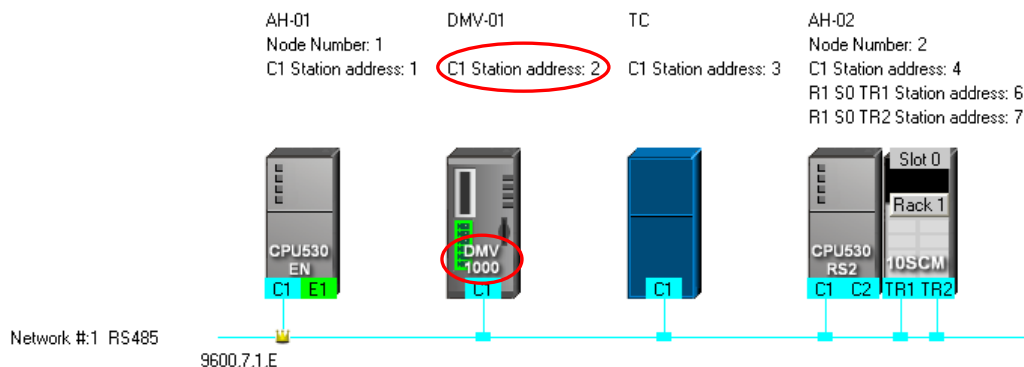 AH-01
Node Number: 1
C1 Station address: 1
DMV-01
C1 Station address: 2
TC
C1 Station address: 3
AH-02
Node Number: 2
C1 Station address: 4
R1 S0 TR1 Station address: 6
R1 S0 TR2 Station address: 7
CPU530
EN
C1 E1
DMV
1000
C1
C1
CPU530
RS2
C1 C2
Slot 0
Rack 1
10SCM
TR1 TR2
Network #:1 RS485
9600.7.1.E